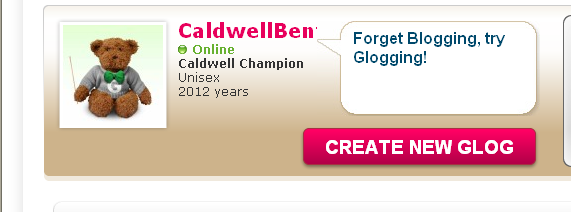 CaldwellBen
Online
Caldwell Champion
Unisex
2012 years
Forget Blogging, try
Glogging!
G
CREATE NEW GLOG